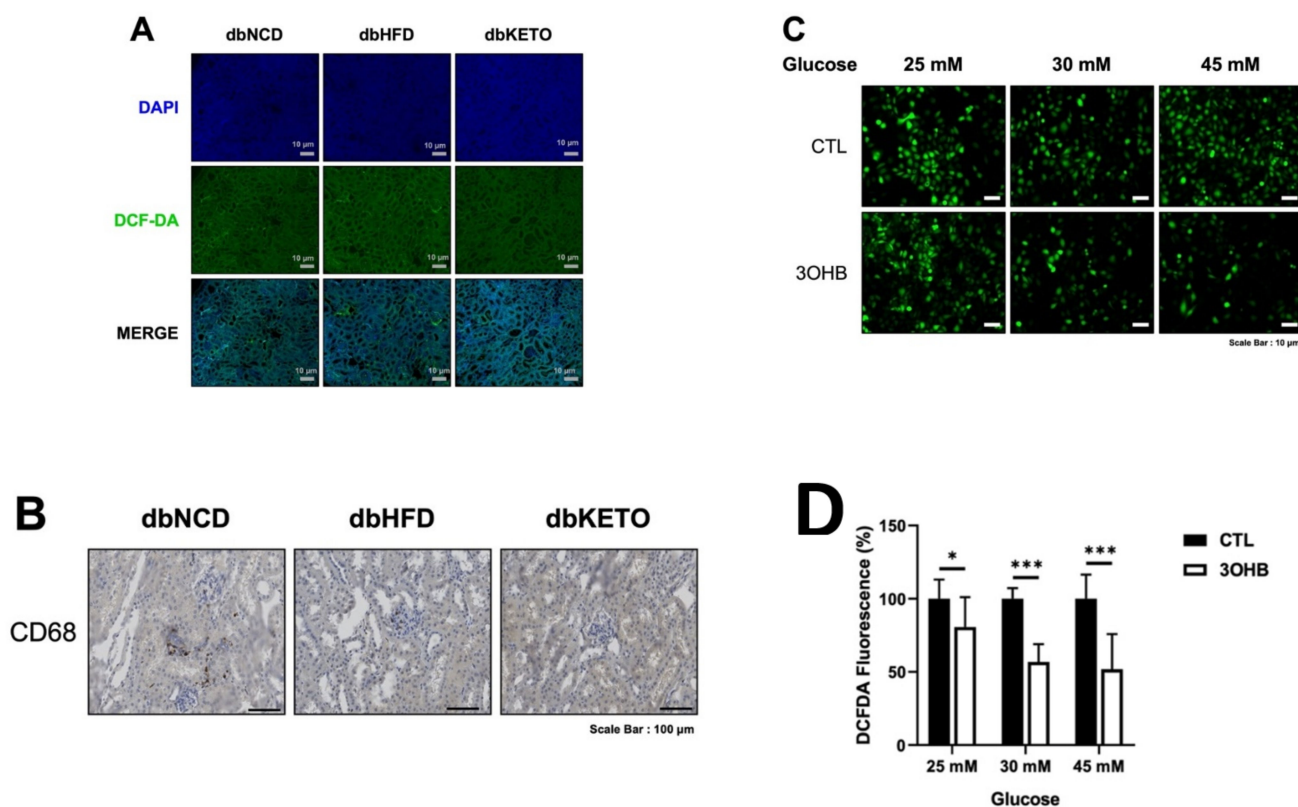 A
dbNCD dbHFD dbKETO
DAPI
10 µm 10 µm 10 µm
DCF-DA
10 µm 10 µm 10 µm
MERGE
10 µm 10 µm 10 µm
C
Glucose 25 mM 30 mM 45 mM
CTL
3OHB
Scale Bar : 10 µm
B
dbNCD dbHFD dbKETO
CD68
Scale Bar : 100 µm
D
DCFDA Fluorescence (%)
150
100
50
0
* *** ***
25 mM 30 mM 45 mM
Glucose
CTL
3OHB